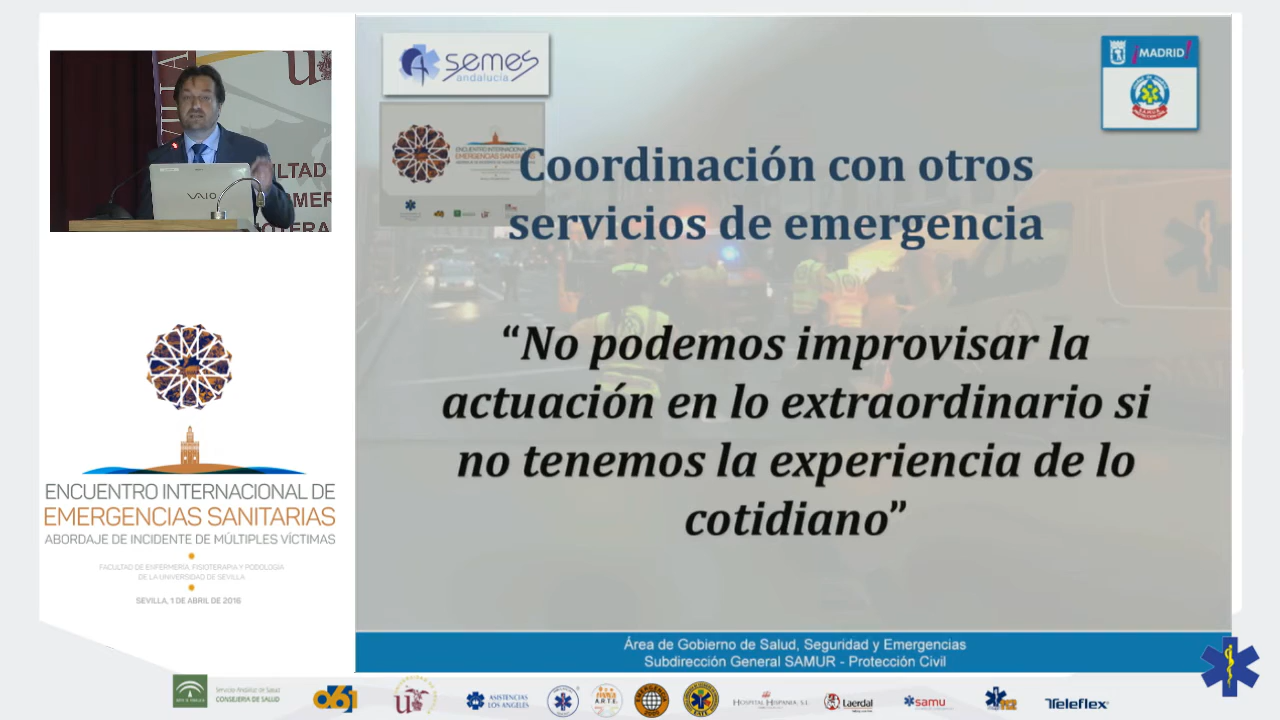 semes
andalucía
¡MADRID!
Coordinación con otros
servicios de emergencia
“No podemos improvisar la
actuación en lo extraordinario si
no tenemos la experiencia de lo
cotidiano”
Área de Gobierno de Salud, Seguridad y Emergencias
Subdirección General SAMUR - Protección Civil
VAIO
ENCUENTRO INTERNACIONAL DE
EMERGENCIAS SANITARIAS
ABORDAJE DE INCIDENTE DE MÚLTIPLES VÍCTIMAS
FACULTAD DE ENFERMERÍA, FISIOTERAPIA Y PODOLOGÍA
DE LA UNIVERSIDAD DE SEVILLA
SEVILLA, 1 DE ABRIL DE 2016
Servicio Andaluz de Salud
CONSEJERÍA DE SALUD
061
ASISTENCIAS
LOS ANGELES
HOSPITAL HISPANIA, S.L.
Laerdal
samu
Teleflex